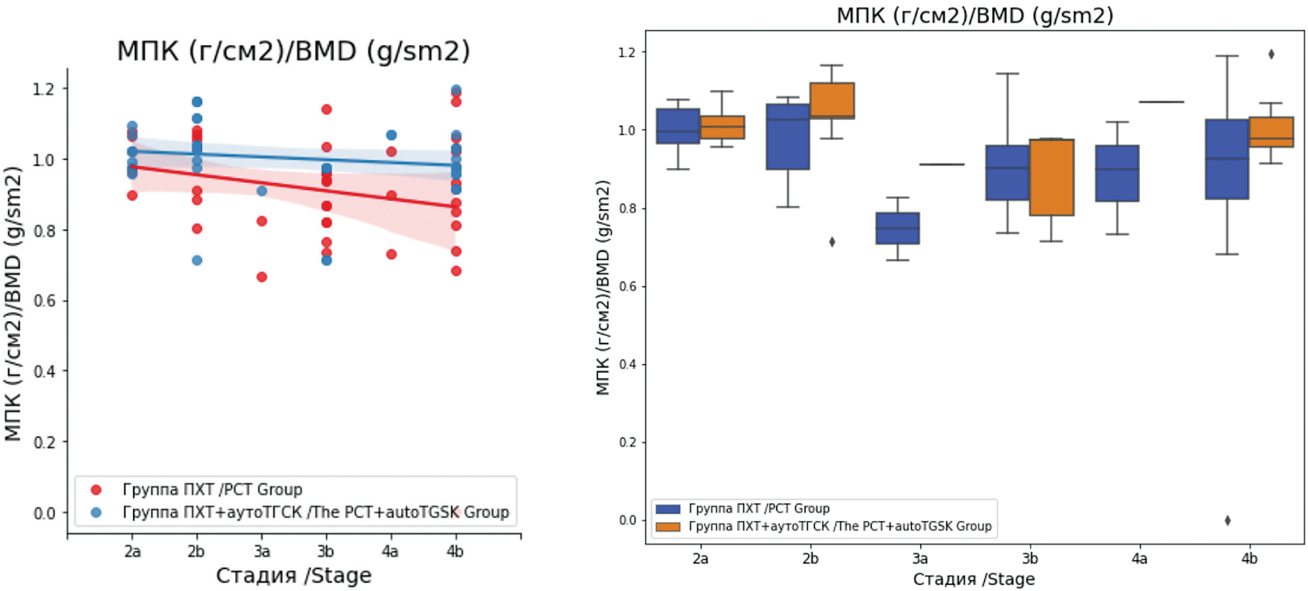 МПК (г/см2)/BMD (g/sm2)
МПК (г/см2)/BMD (g/sm2)
1.2
1.0
0.8
0.6
0.4
0.2
0.0
Группа ПХТ /PCT Group
Группа ПХТ+аутоТГСК /The PCT+autoTGSK Group
2a 2b 3a 3b 4a 4b
Стадия /Stage
МПК (г/см2)/BMD (g/sm2)
МПК (г/см2)/BMD (g/sm2)
1.2
1.0
0.8
0.6
0.4
0.2
0.0
Группа ПХТ /PCT Group
Группа ПХТ+аутоТГСК /The PCT+autoTGSK Group
2a 2b 3a 3b 4a 4b
Стадия /Stage